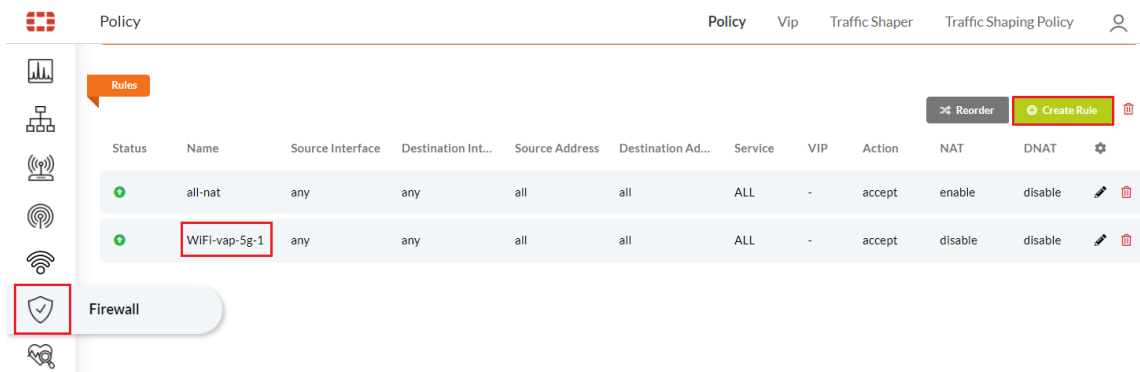 Policy Policy Vip Traffic Shaper Traffic Shaping Policy
Rules
Reorder Create Rule
Status Name Source Interface Destination Int... Source Address Destination Ad... Service VIP Action NAT DNAT
all-nat any any all all ALL - accept enable disable
WiFi-vap-5g-1 any any all all ALL - accept disable disable
Firewall